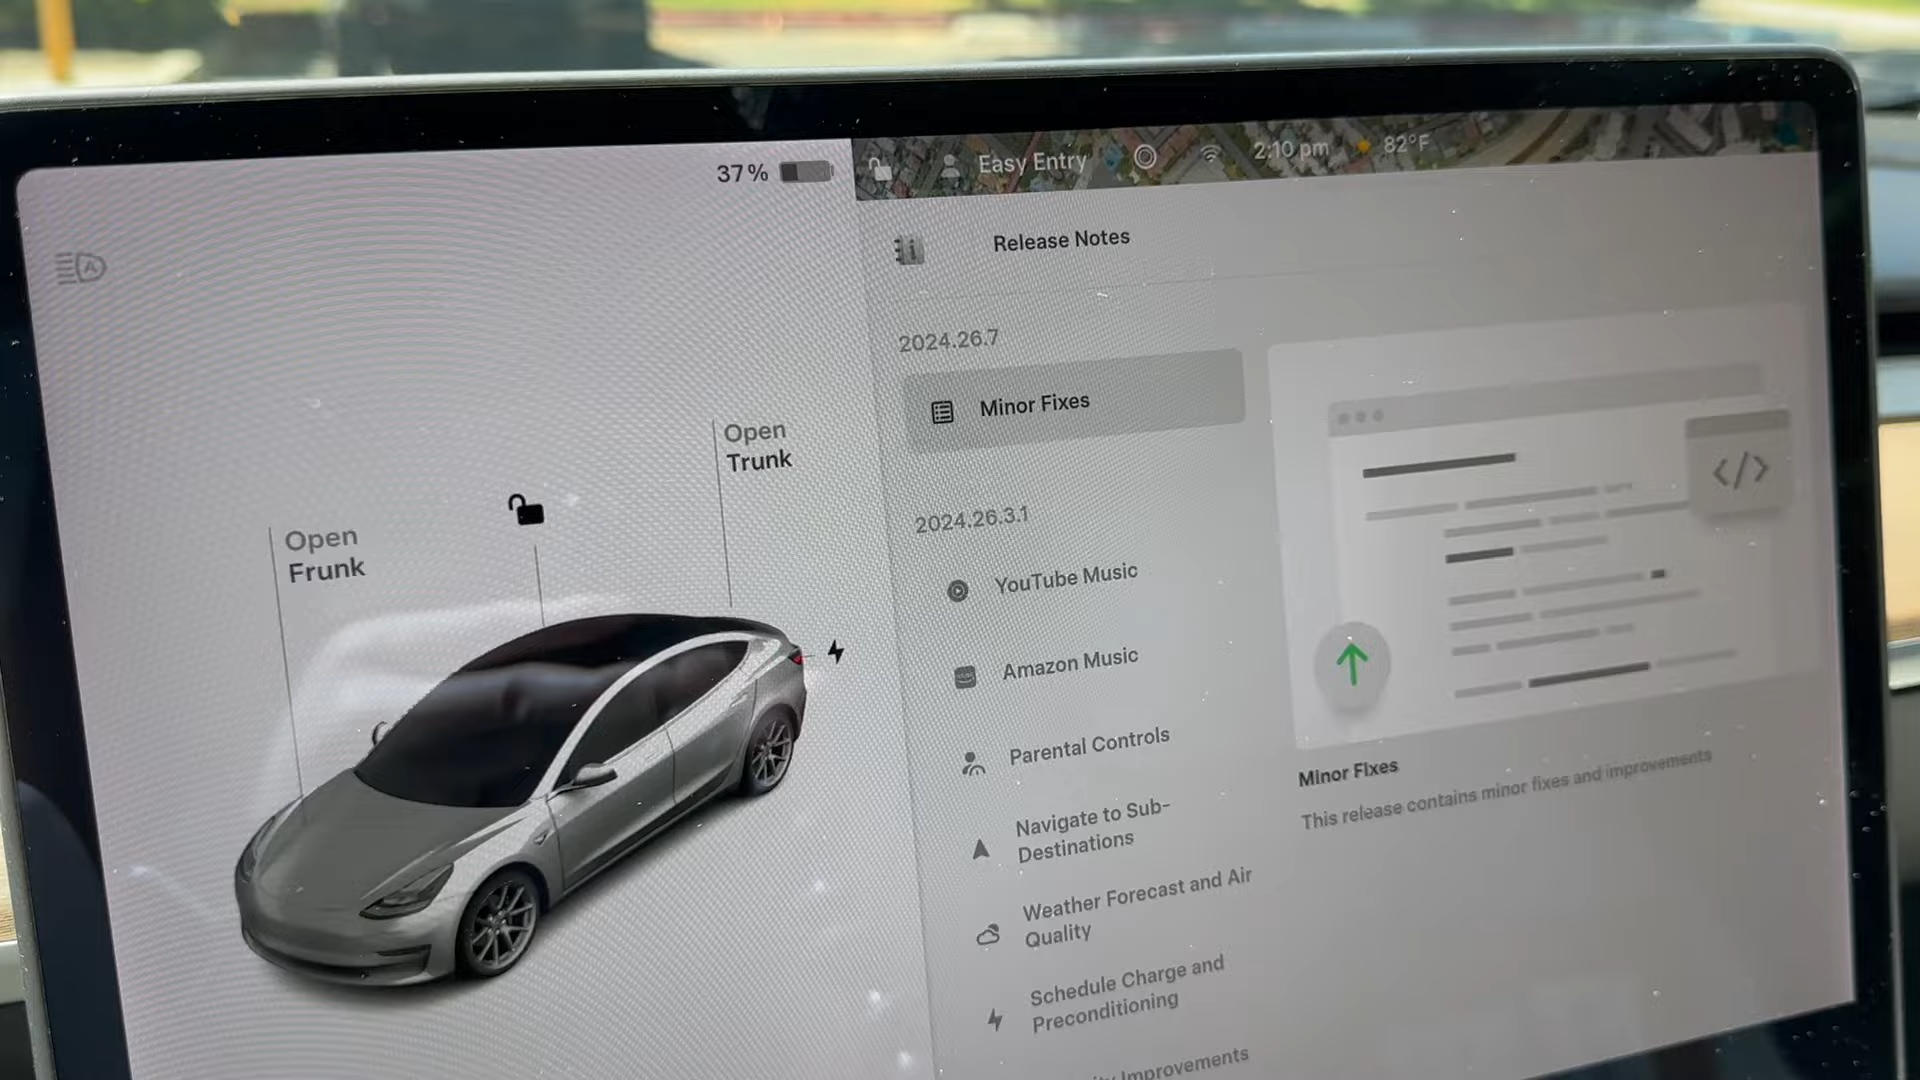 37%
Easy Entry
2:10 pm
82°F
Release Notes
2024.26.7
Minor Fixes
Open
Trunk
Open
Frunk
2024.26.3.1
YouTube Music
Amazon Music
Parental Controls
Navigate to Sub-
Destinations
Weather Forecast and Air
Quality
Schedule Charge and
Preconditioning
Improvements
Minor Fixes
This release contains minor fixes and improvements